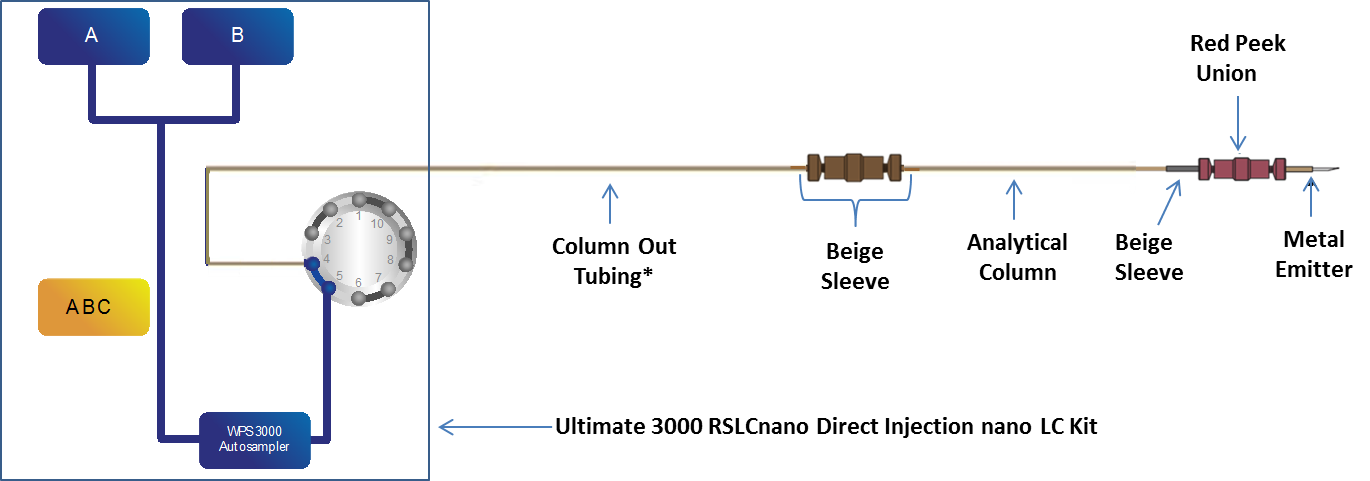 A
B
Red Peek
Union
1
2
10
3
9
4
8
5
7
6
Column Out
Tubing*
Beige
Sleeve
Analytical
Column
Beige
Sleeve
Metal
Emitter
ABC
WPS3000
Autosampler
Ultimate 3000 RSLCnano Direct Injection nano LC Kit